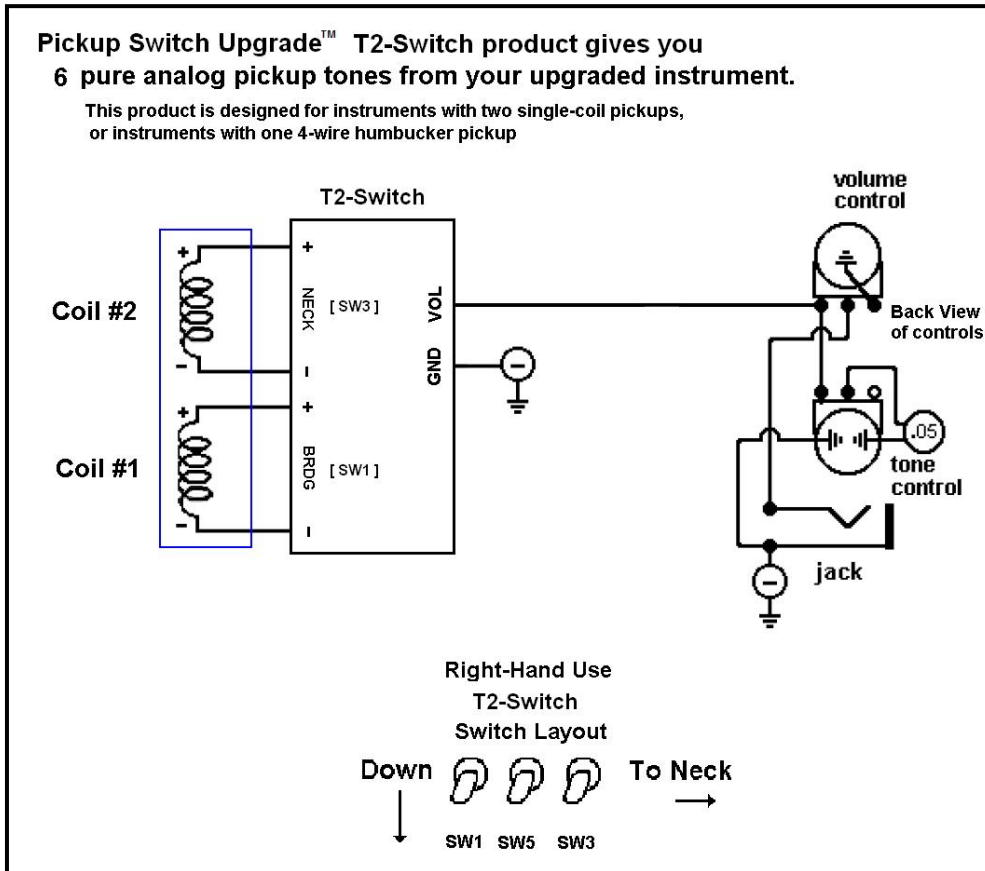 Pickup Switch Upgrade™ T2-Switch product gives you
6 pure analog pickup tones from your upgraded instrument.
This product is designed for instruments with two single-coil pickups,
or instruments with one 4-wire humbucker pickup
T2-Switch
volume
control
+
+
Coil #2
NECK
[ SW3 ]
VOL
Back View
of controls
-
-
GND
-
+
+
.05
Coil #1
BRDG
[ SW1 ]
tone
control
-
-
jack
-
Right-Hand Use
T2-Switch
Switch Layout
Down
To Neck
SW1 SW5 SW3